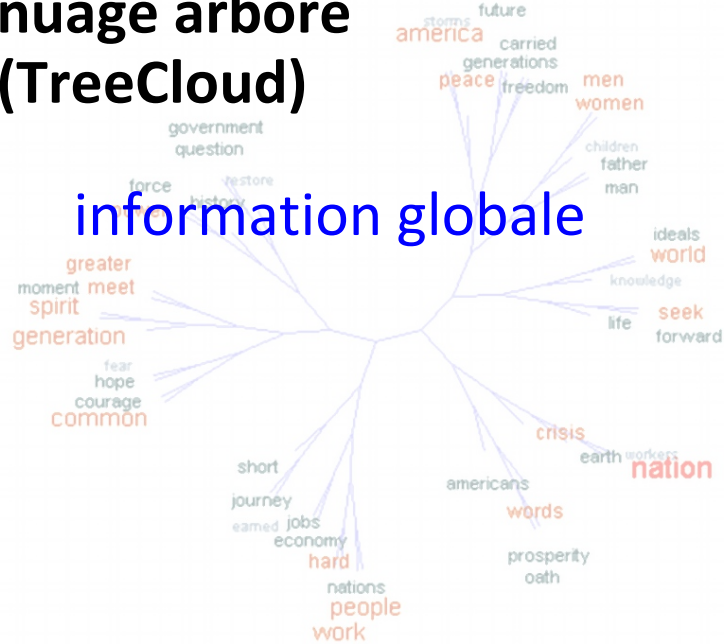 nuage arbore
(TreeCloud)
information globale
future
storms
america
carried
generations
peace
freedom
men
women
government
question
children
father
man
force
restore
power
history
ideals
world
knowledge
greater
moment
meet
spirit
generation
seek
life
forward
fear
hope
courage
common
crisis
earth
workers
nation
short
americans
journey
words
earned
jobs
economy
hard
prosperity
oath
nations
people
work